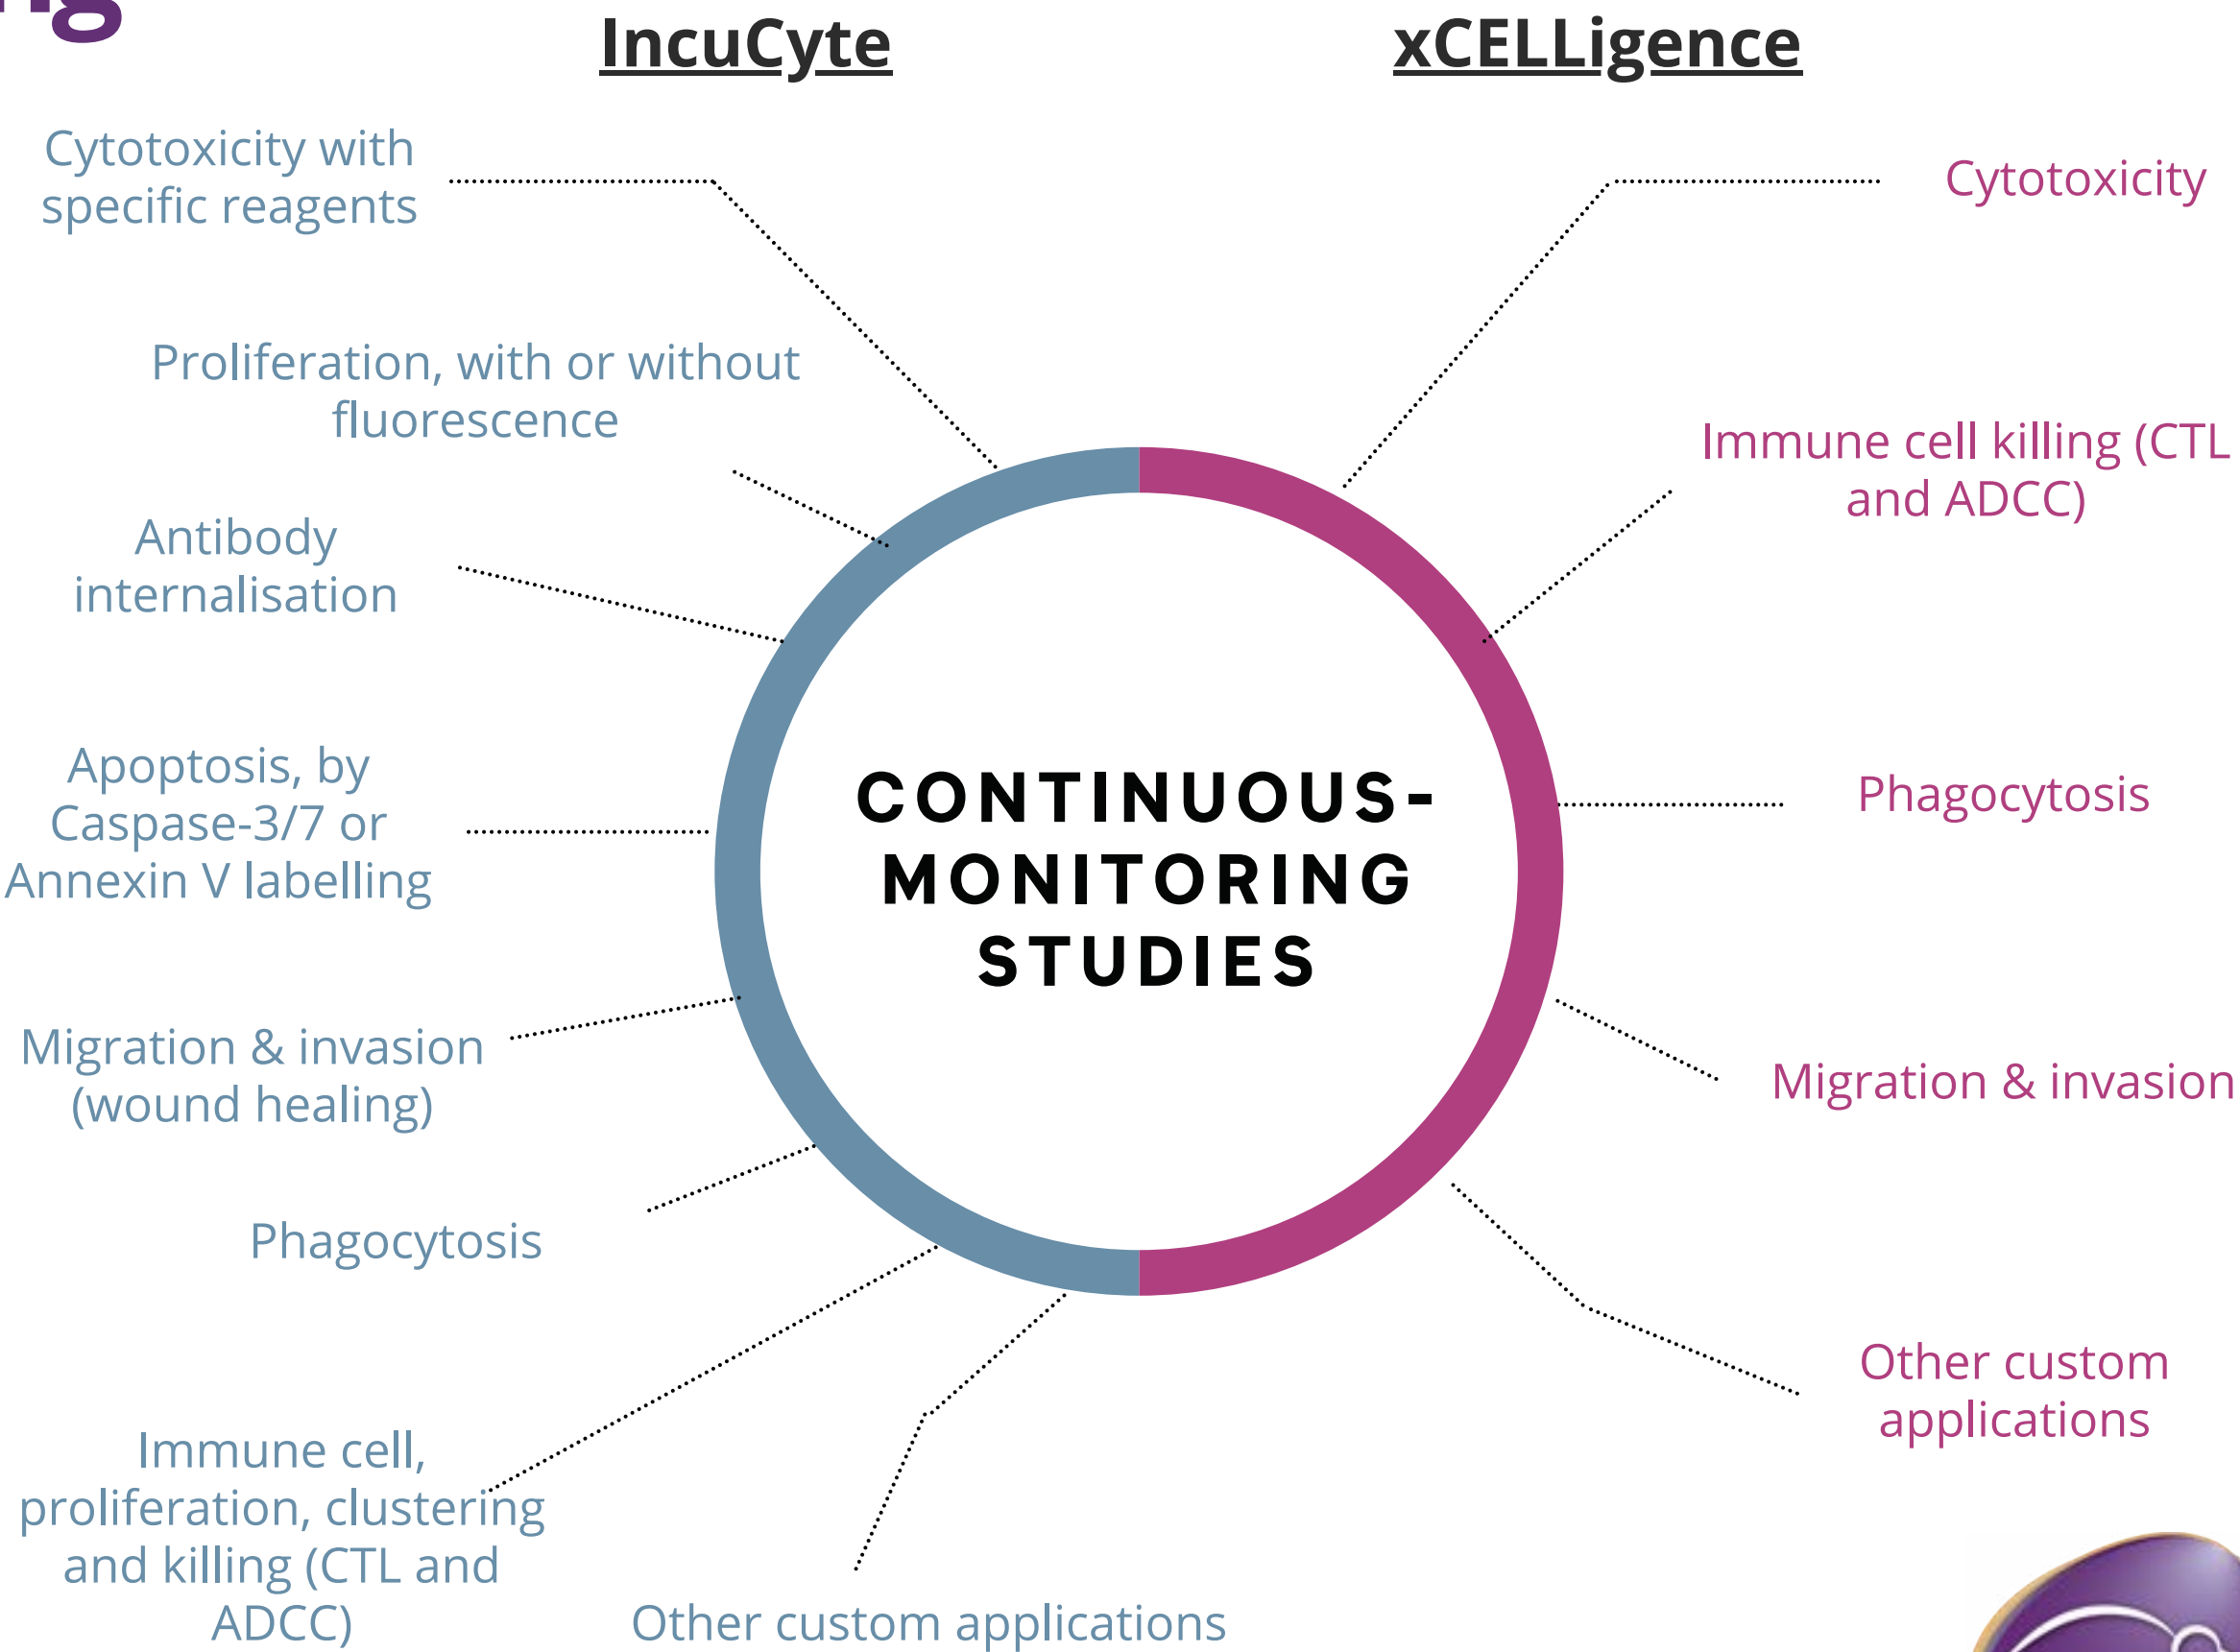 IncuCyte
xCELLigence
Cytotoxicity with
specific reagents
Proliferation, with or without
fluorescence
Antibody
internalisation
Apoptosis, by
Caspase-3/7 or
Annexin V labelling
Migration & invasion
(wound healing)
Phagocytosis
Immune cell,
proliferation, clustering
and killing (CTL and
ADCC)
Other custom applications
CONTINUOUS-
MONITORING
STUDIES
Cytotoxicity
Immune cell killing (CTL
and ADCC)
Phagocytosis
Migration & invasion
Other custom
applications